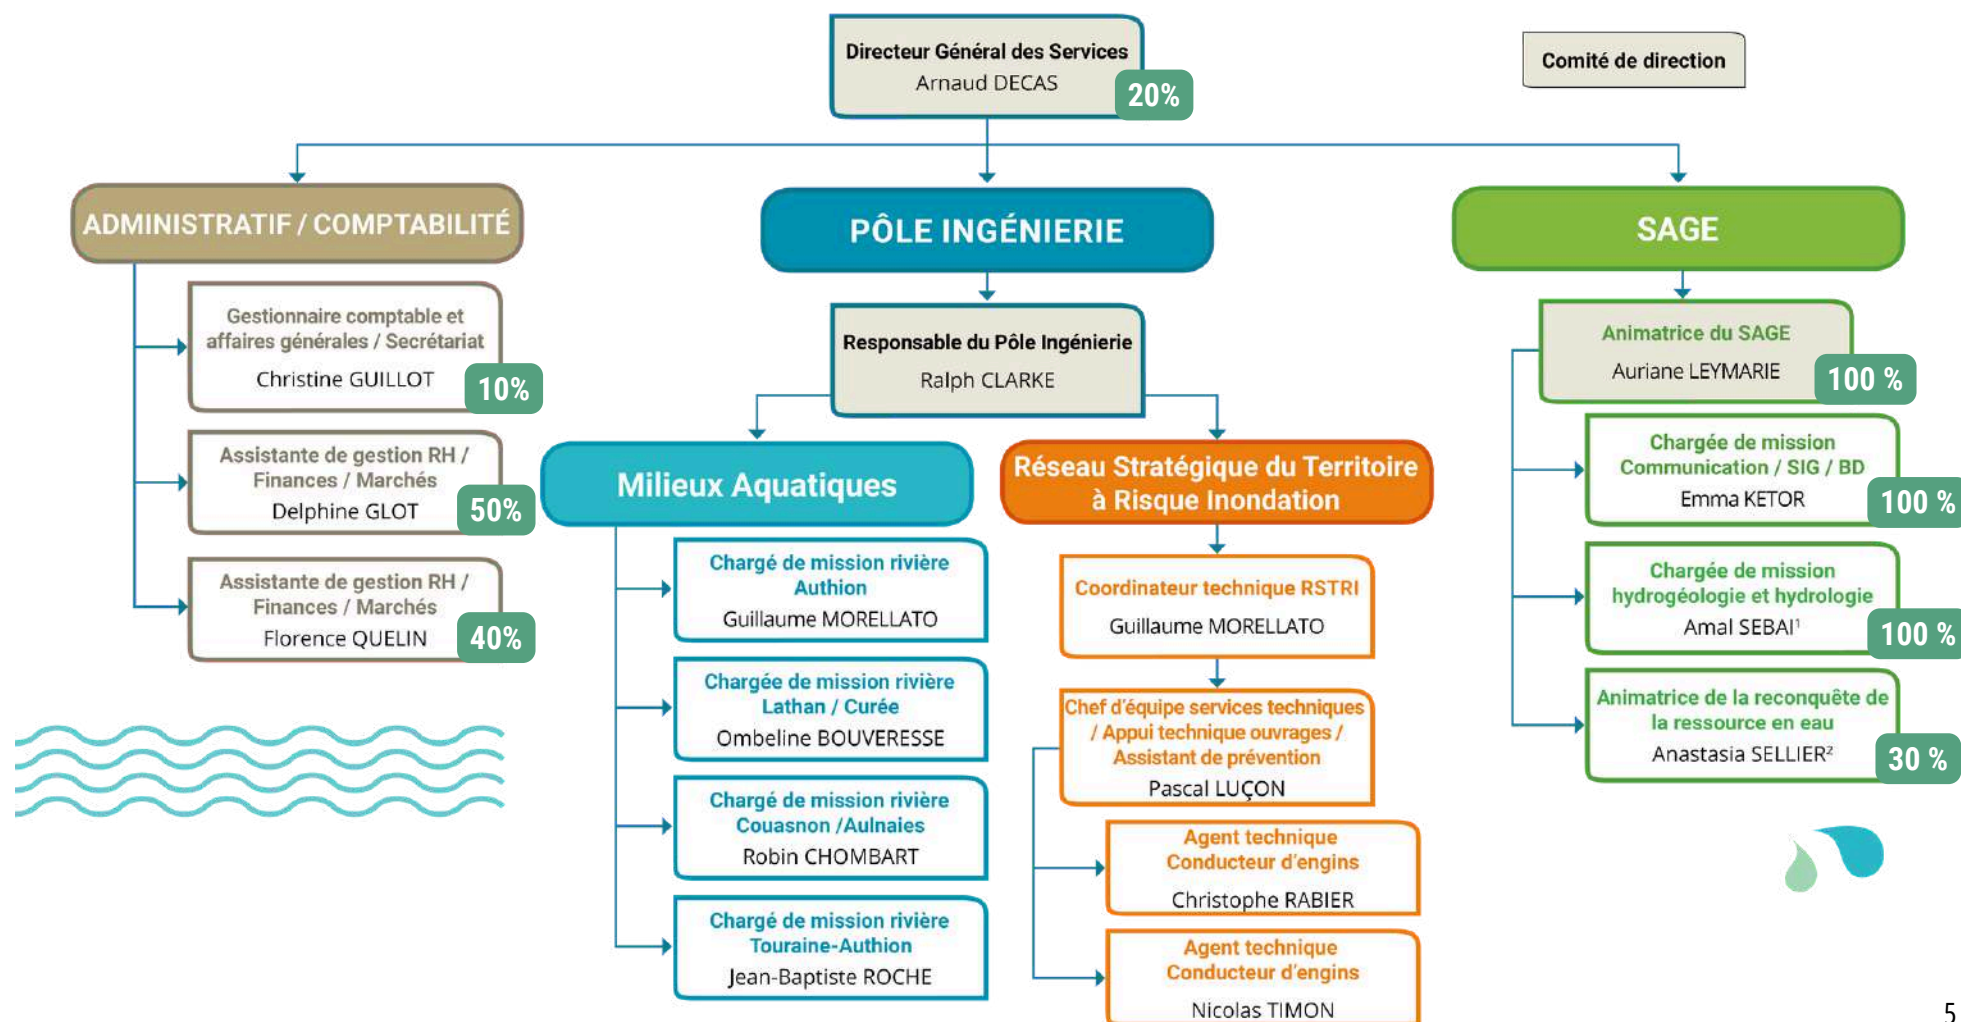 Directeur Général des Services
Arnaud DECAS
20%
Comité de direction
ADMINISTRATIF / COMPTABILITÉ
Gestionnaire comptable et
affaires générales / Secrétariat
Christine GUILLOT
10%
Assistante de gestion RH /
Finances / Marchés
Delphine GLOT
50%
Assistante de gestion RH /
Finances / Marchés
Florence QUELIN
40%
PÔLE INGÉNIERIE
Responsable du Pôle Ingénierie
Ralph CLARKE
Milieux Aquatiques
Chargé de mission rivière
Authion
Guillaume MORELLATO
Chargée de mission rivière
Lathan / Curée
Ombeline BOUVERESSE
Chargé de mission rivière
Couasnon /Aulnaies
Robin CHOMBART
Chargé de mission rivière
Touraine-Authion
Jean-Baptiste ROCHE
Réseau Stratégique du Territoire
à Risque Inondation
Coordinateur technique RSTRI
Guillaume MORELLATO
Chef d'équipe services techniques
/ Appui technique ouvrages /
Assistant de prévention
Pascal LUÇON
Agent technique
Conducteur d'engins
Christophe RABIER
Agent technique
Conducteur d'engins
Nicolas TIMON
SAGE
Animatrice du SAGE
Auriane LEYMARIE
100 %
Chargée de mission
Communication / SIG / BD
Emma KETOR
100 %
Chargée de mission
hydrogéologie et hydrologie
Amal SEBAI¹
100 %
Animatrice de la reconquête de
la ressource en eau
Anastasia SELLIER²
30 %
5